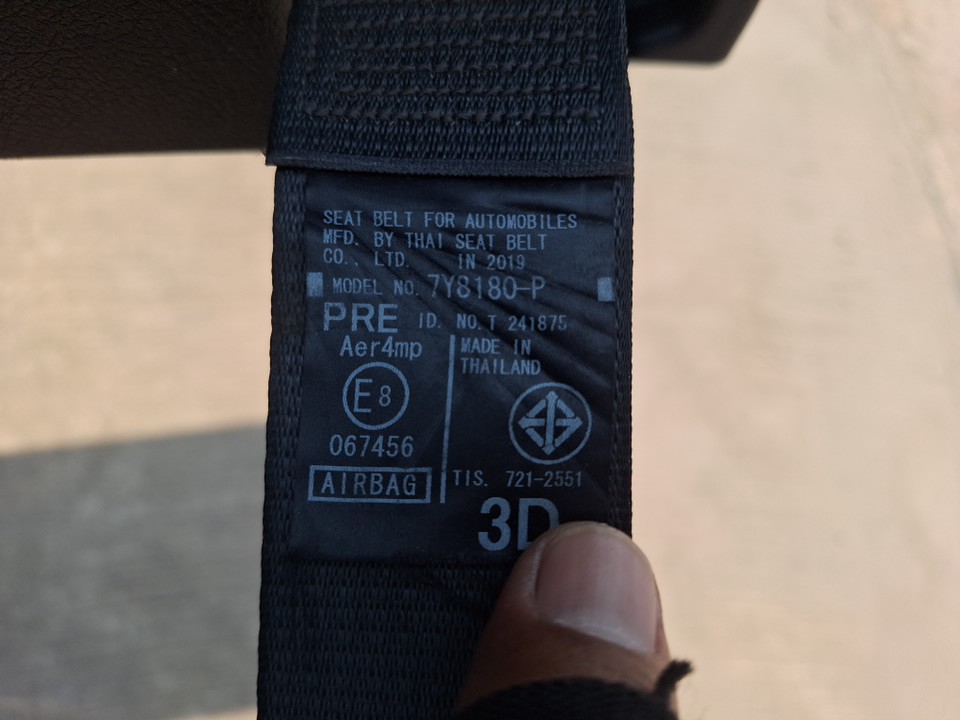 SEAT BELT FOR AUTOMOBILES
MFD. BY THAI SEAT BELT
CO., LTD. IN 2019
MODEL NO. 7Y8180-P
PRE ID. NO. T 241875
Aer4mp
E8
067456
AIRBAG
MADE IN
THAILAND
TIS. 721-2551
3D